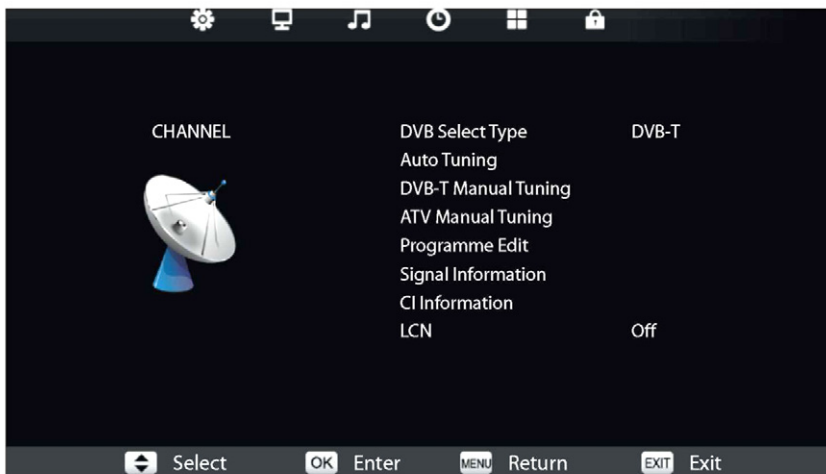 CHANNEL
DVB Select Type DVB-T
Auto Tuning
DVB-T Manual Tuning
ATV Manual Tuning
Programme Edit
Signal Information
CI Information
LCN Off
Select OK Enter MENU Return EXIT Exit